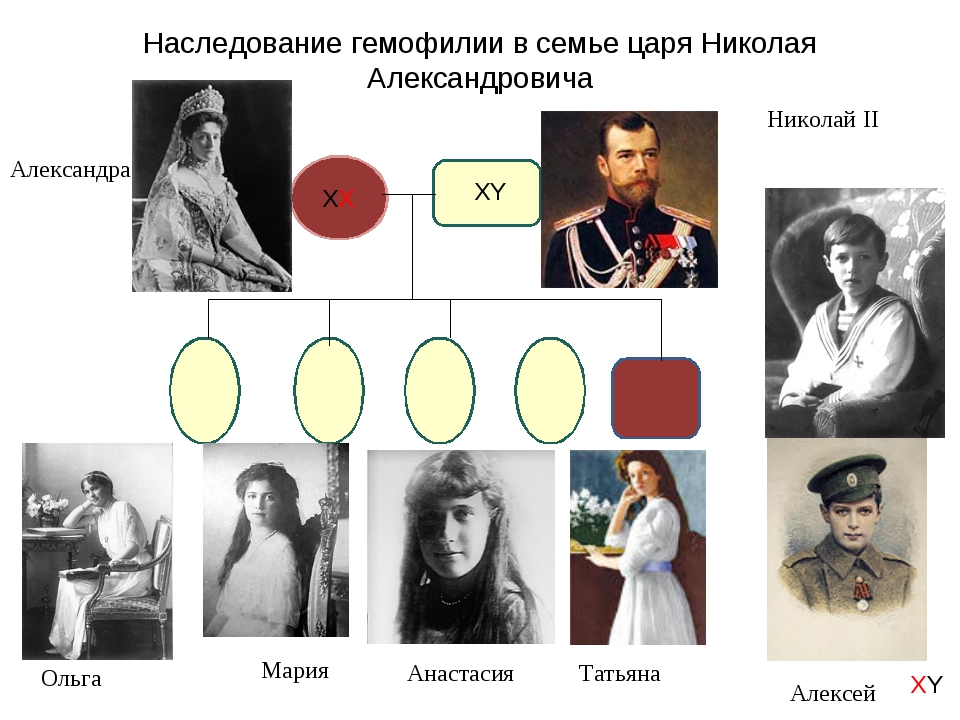 Наследование гемофилии в семье царя Николая
Александровича
Николай II
Александра
XX
XY
Ольга
Мария
Анастасия
Татьяна
Алексей
XY